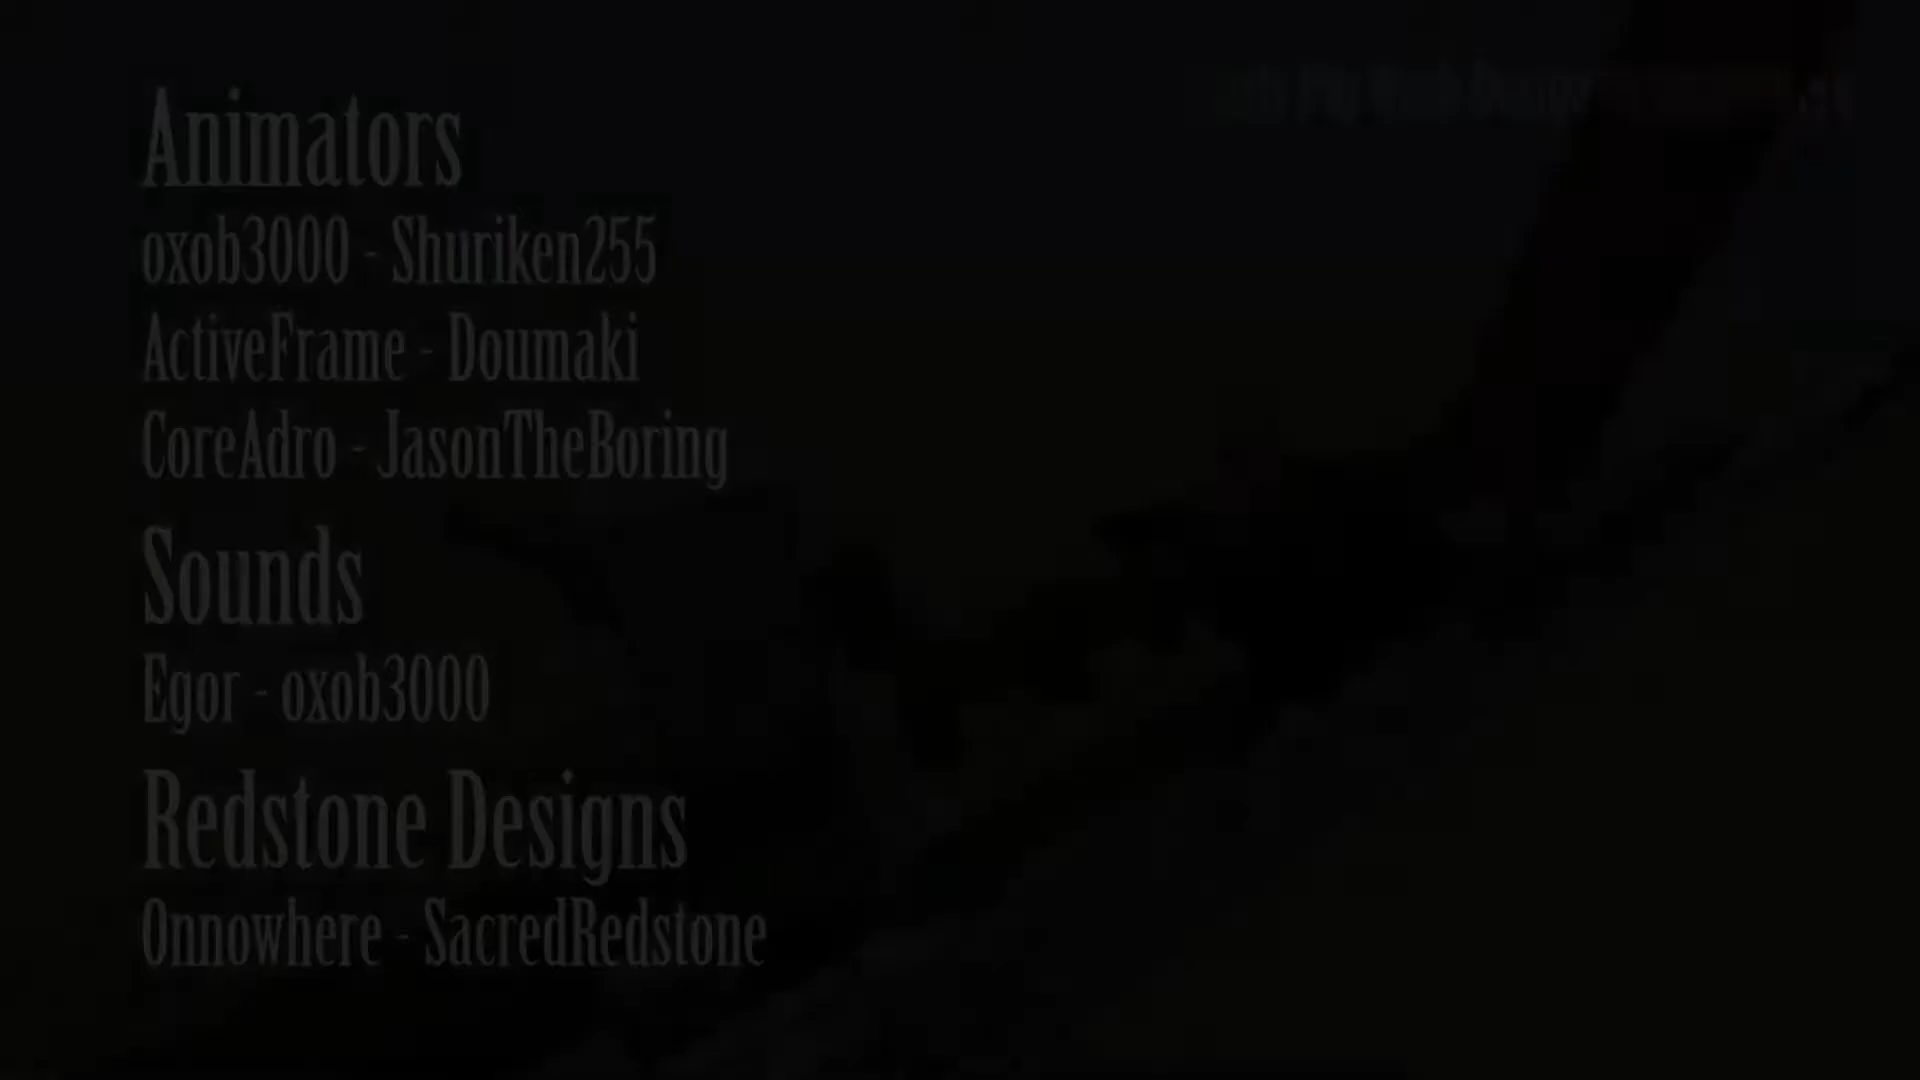 Animators
oxob3000 - Shuriken255
ActiveFrame - Doumaki
CoreAdro - JasonTheBoring
Sounds
Egor - oxob3000
Redstone Designs
Onnowhere - SacredRedstone